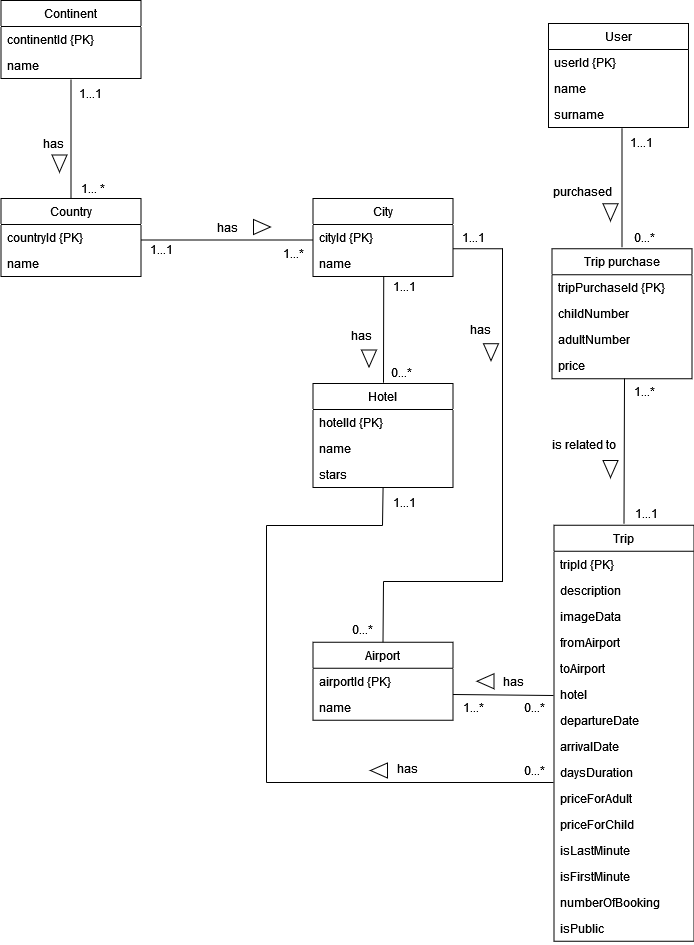 Continent
continentId {PK}
name
1...1
has
1... *
Country
countryId {PK}
name
1...1
has
1...*
City
cityId {PK}
name
1...1
1...1
has
0...*
has
Hotel
hotelId {PK}
name
stars
1...1
0...*
Airport
airportId {PK}
name
1...*
has
0...*
has
0...*
User
userId {PK}
name
surname
1...1
purchased
0...*
Trip purchase
tripPurchaseId {PK}
childNumber
adultNumber
price
1...*
is related to
1...1
Trip
tripId {PK}
description
imageData
fromAirport
toAirport
hotel
departureDate
arrivalDate
daysDuration
priceForAdult
priceForChild
isLastMinute
isFirstMinute
numberOfBooking
isPublic